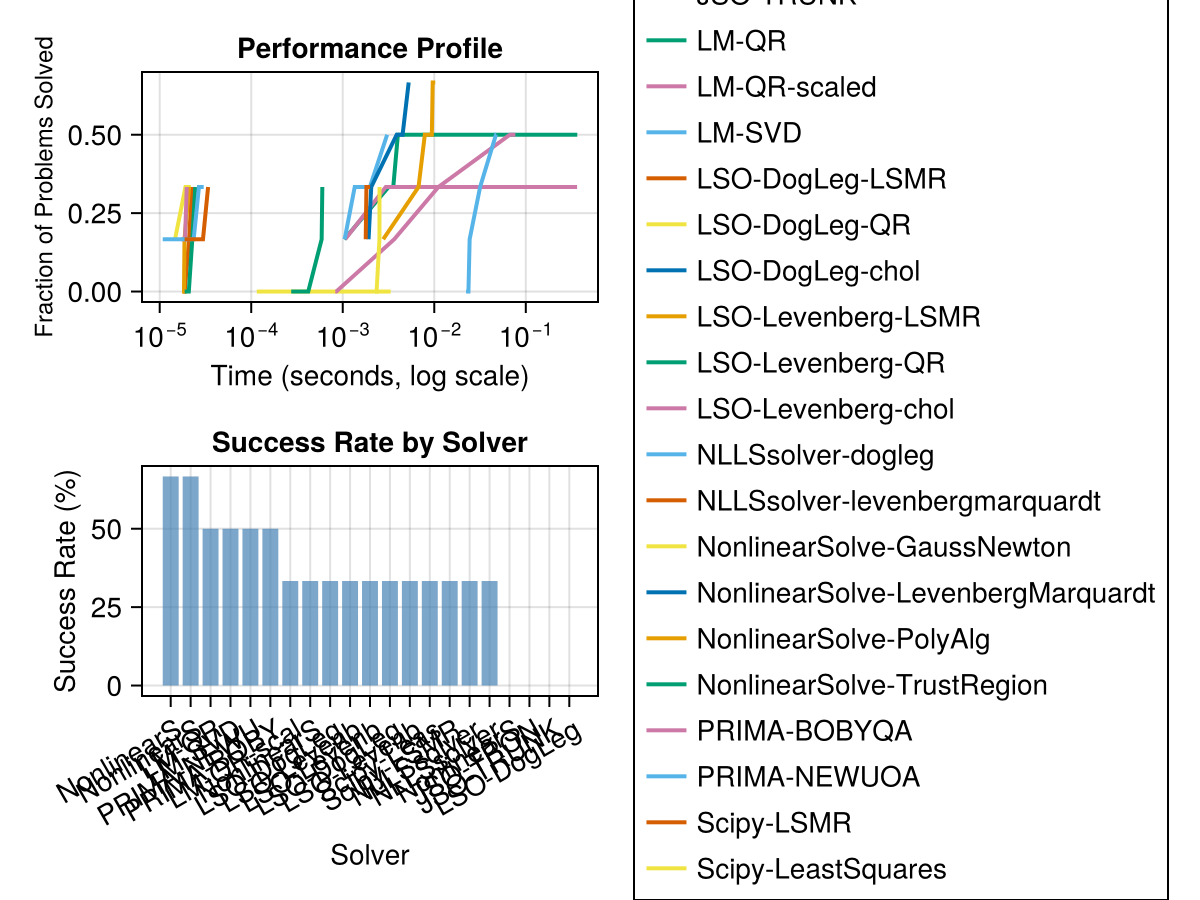 Performance Profile
Fraction of Problems Solved
0.50
0.25
0.00
10⁻⁵ 10⁻⁴ 10⁻³ 10⁻² 10⁻¹
Time (seconds, log scale)
Success Rate by Solver
Success Rate (%)
50
25
0
LSO-DogLeg
Solver
JSO-TRUNK
LM-QR
LM-QR-scaled
LM-SVD
LSO-DogLeg-LSMR
LSO-DogLeg-QR
LSO-DogLeg-chol
LSO-Levenberg-LSMR
LSO-Levenberg-QR
LSO-Levenberg-chol
NLLSsolver-dogleg
NLLSsolver-levenbergmarquardt
NonlinearSolve-GaussNewton
NonlinearSolve-LevenbergMarquardt
NonlinearSolve-PolyAlg
NonlinearSolve-TrustRegion
PRIMA-BOBYQA
PRIMA-NEWUOA
Scipy-LSMR
Scipy-LeastSquares